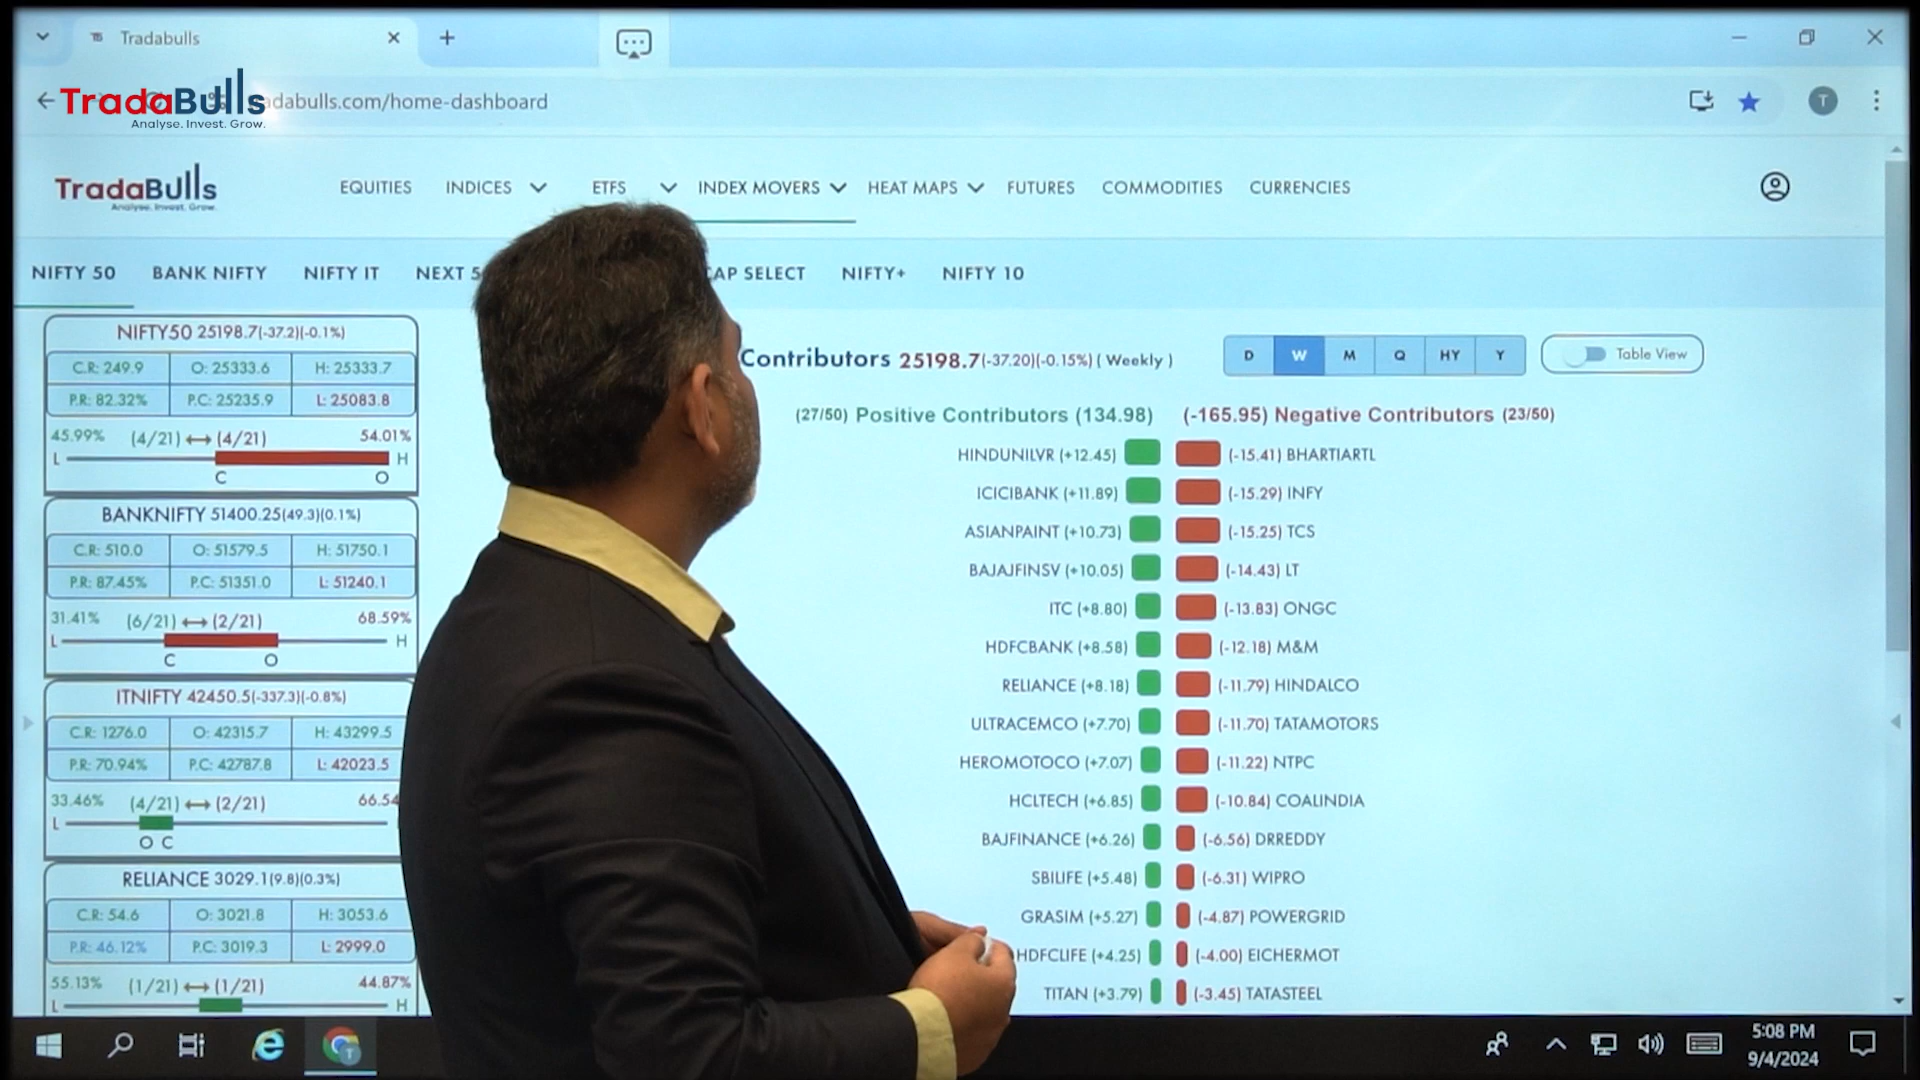 Tradabulls
TradaBulls
Analyse. Invest. Grow.
adabulls.com/home-dashboard
T
TradaBulls
Analyse. Invest. Grow.
EQUITIES INDICES ETFS INDEX MOVERS HEAT MAPS FUTURES COMMODITIES CURRENCIES
NIFTY 50 BANK NIFTY NIFTY IT NEXT 5 CAP SELECT NIFTY+ NIFTY 10
NIFTY50 25198.7(-37.2)(-0.1%)
C.R: 249.9 O: 25333.6 H: 25333.7
P.R: 82.32% P.C: 25235.9 L: 25083.8
45.99% (4/21) ↔ (4/21) 54.01%
L H
C O
BANKNIFTY 51400.25(49.3)(0.1%)
C.R: 510.0 O: 51579.5 H: 51750.1
P.R: 87.45% P.C: 51351.0 L: 51240.1
31.41% (6/21) ↔ (2/21) 68.59%
L H
C O
ITNIFTY 42450.5(-337.3)(-0.8%)
C.R: 1276.0 O: 42315.7 H: 43299.5
P.R: 70.94% P.C: 42787.8 L: 42023.5
33.46% (4/21) ↔ (2/21) 66.54
L
O C
RELIANCE 3029.1(9.8)(0.3%)
C.R: 54.6 O: 3021.8 H: 3053.6
P.R: 46.12% P.C: 3019.3 L: 2999.0
55.13% (1/21) ↔ (1/21) 44.87%
L H
Contributors 25198.7(-37.20)(-0.15%) ( Weekly )
D W M Q HY Y Table View
(27/50) Positive Contributors (134.98) (-165.95) Negative Contributors (23/50)
HINDUNILVR (+12.45) (-15.41) BHARTIARTL
ICICIBANK (+11.89) (-15.29) INFY
ASIANPAINT (+10.73) (-15.25) TCS
BAJAJFINSV (+10.05) (-14.43) LT
ITC (+8.80) (-13.83) ONGC
HDFCBANK (+8.58) (-12.18) M&M
RELIANCE (+8.18) (-11.79) HINDALCO
ULTRACEMCO (+7.70) (-11.70) TATAMOTORS
HEROMOTOCO (+7.07) (-11.22) NTPC
HCLTECH (+6.85) (-10.84) COALINDIA
BAJFINANCE (+6.26) (-6.56) DRREDDY
SBILIFE (+5.48) (-6.31) WIPRO
GRASIM (+5.27) (-4.87) POWERGRID
HDFCLIFE (+4.25) (-4.00) EICHERMOT
TITAN (+3.79) (-3.45) TATASTEEL
5:08 PM
9/4/2024